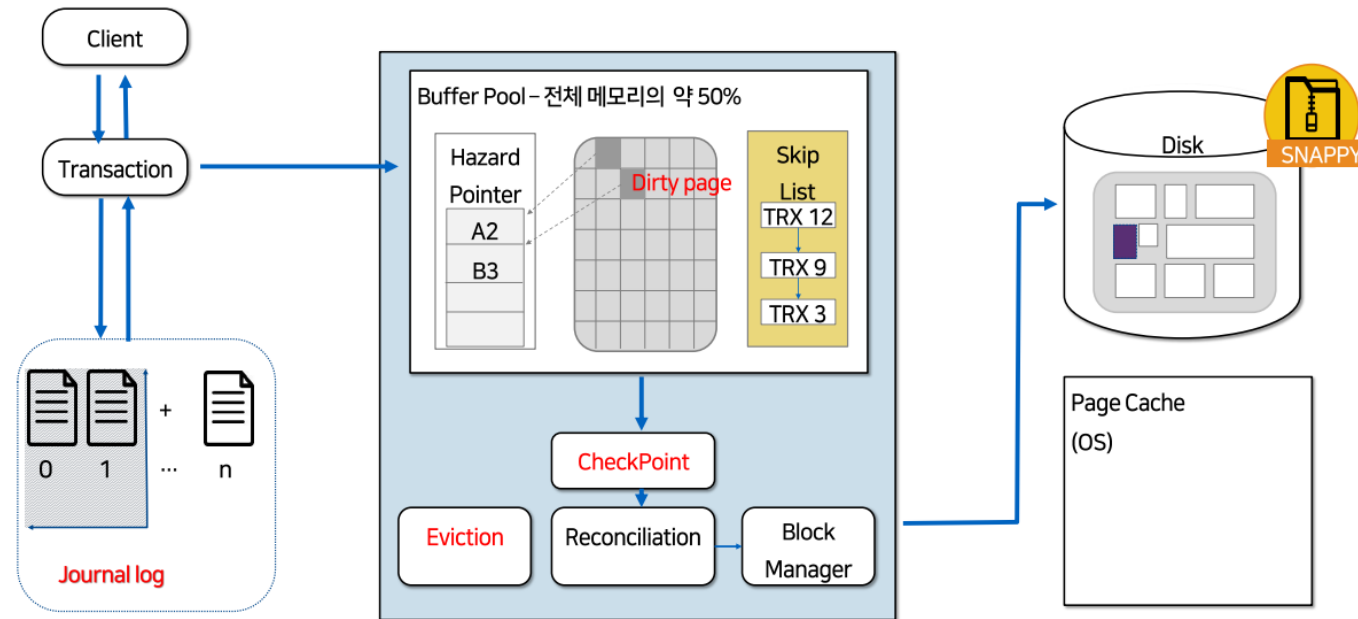 Client
Transaction
0 1 ... n
+
Journal log
Buffer Pool – 전체 메모리의 약 50%
Hazard
Pointer
A2
B3
Dirty page
Skip
List
TRX 12
TRX 9
TRX 3
CheckPoint
Eviction
Reconciliation
Block
Manager
Disk
SNAPPY
Page Cache
(OS)